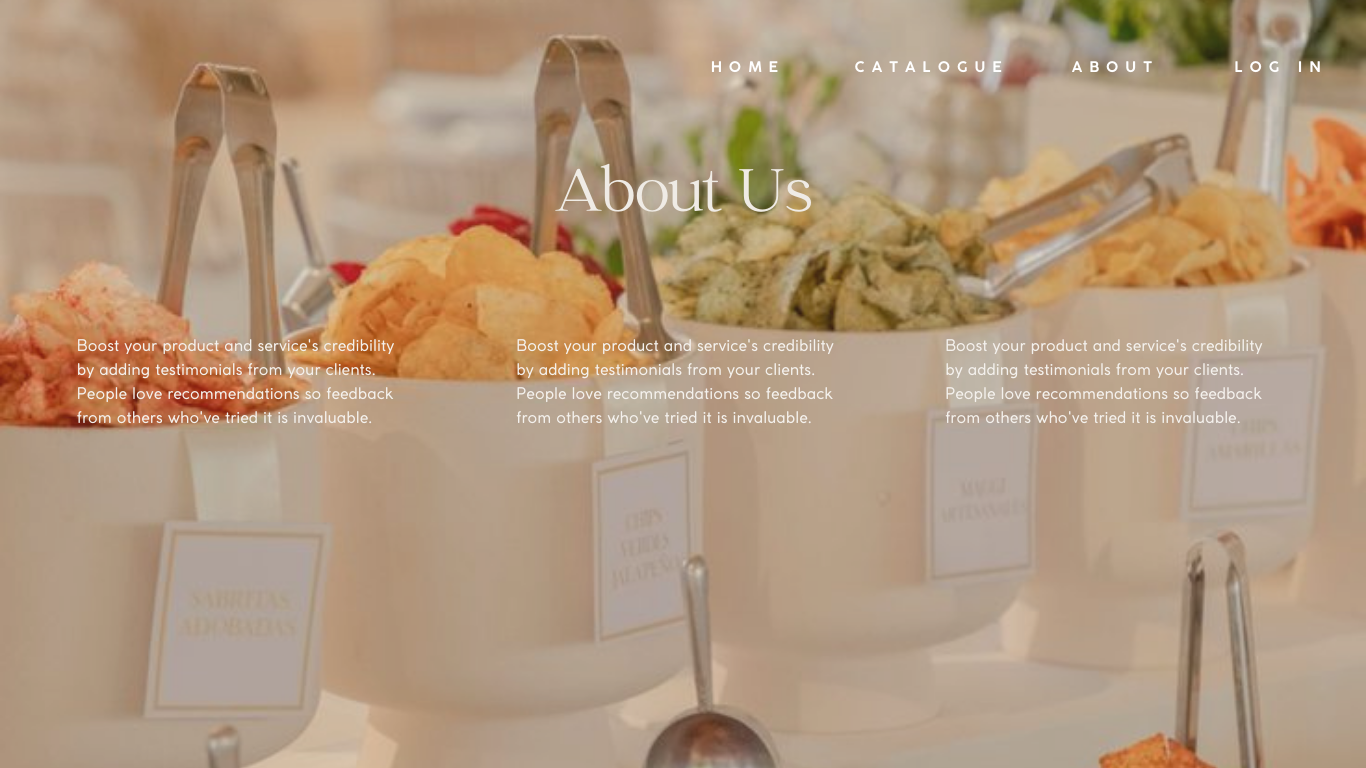 HOME CATALOGUE ABOUT LOG IN
About Us
Boost your product and service's credibility
by adding testimonials from your clients.
People love recommendations so feedback
from others who've tried it is invaluable.
Boost your product and service's credibility
by adding testimonials from your clients.
People love recommendations so feedback
from others who've tried it is invaluable.
Boost your product and service's credibility
by adding testimonials from your clients.
People love recommendations so feedback
from others who've tried it is invaluable.
CHIPS
VERDES
JALAPEÑO
SABRITAS
ADOBADAS